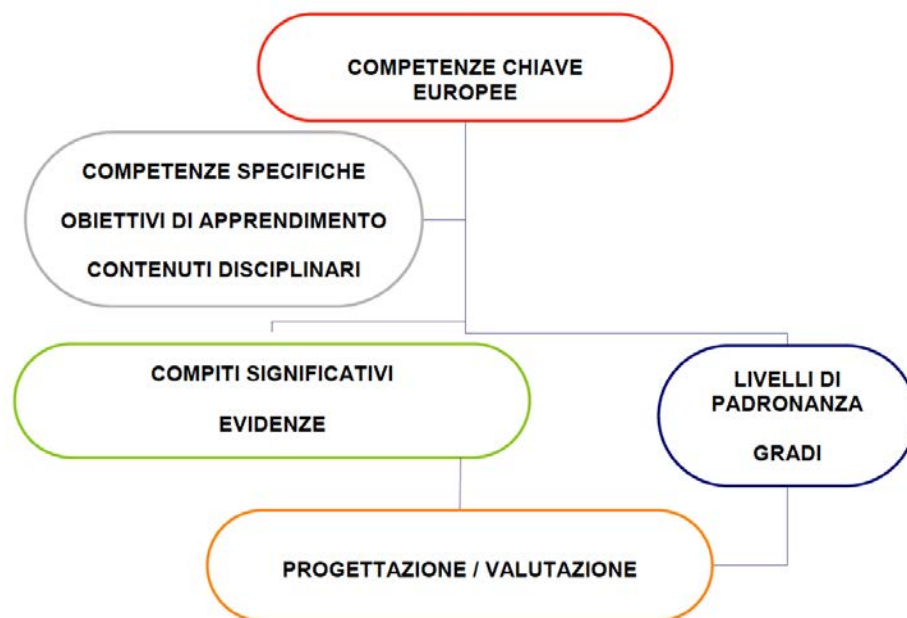 COMPETENZE CHIAVE
EUROPEE
COMPETENZE SPECIFICHE
OBIETTIVI DI APPRENDIMENTO
CONTENUTI DISCIPLINARI
COMPITI SIGNIFICATIVI
EVIDENZE
LIVELLI DI
PADRONANZA
GRADI
PROGETTAZIONE / VALUTAZIONE